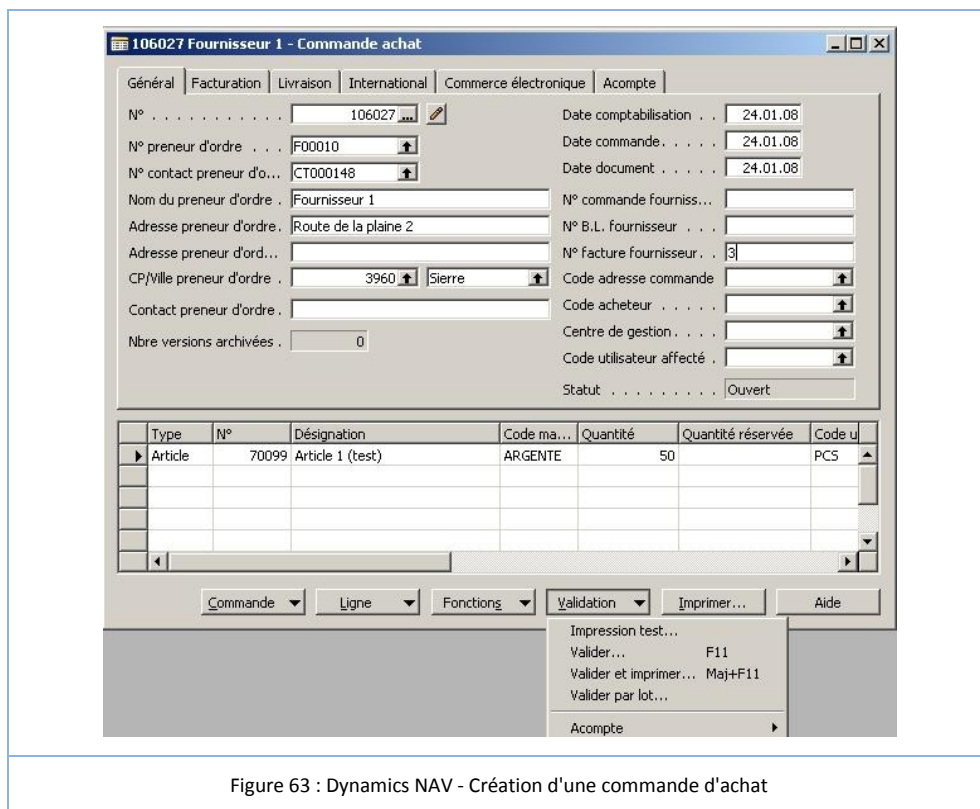 106027 Fournisseur 1 - Commande achat
Général Facturation Livraison International Commerce électronique Acompte
N° . . . . . . . . . . . 106027 ... Date comptabilisation . . 24.01.08
N° preneur d'ordre . . . F00010 Date commande. . . . . 24.01.08
N° contact preneur d'o... CT000148 Date document . . . . . 24.01.08
Nom du preneur d'ordre . Fournisseur 1 N° commande fourniss...
Adresse preneur d'ordre. Route de la plaine 2 N° B.L. fournisseur . . .
Adresse preneur d'ord... N° facture fournisseur. . 3
CP/Ville preneur d'ordre . 3960 Sierre Code adresse commande
Contact preneur d'ordre . Code acheteur . . . . .
Nbre versions archivées . 0 Centre de gestion. . . .
Code utilisateur affecté .
Statut . . . . . . . . . Ouvert
Type N° Désignation Code ma... Quantité Quantité réservée Code u
Article 70099 Article 1 (test) ARGENTE 50 PCS
Commande Ligne Fonctions Validation Imprimer... Aide
Impression test...
Valider... F11
Valider et imprimer... Maj+F11
Valider par lot...
Acompte
Figure 63 : Dynamics NAV - Création d'une commande d'achat